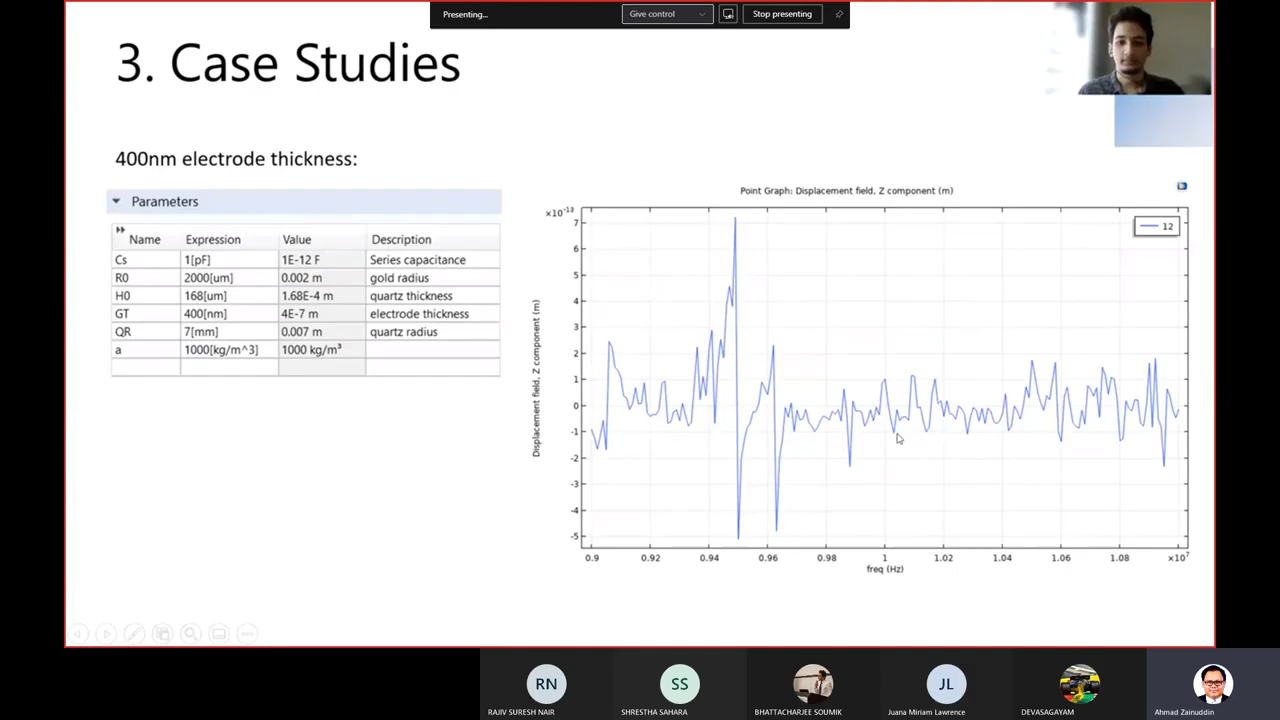 Presenting...
Give control
Stop presenting
3. Case Studies
400nm electrode thickness:
Parameters
Name Expression Value Description
Cs 1[pF] 1E-12 F Series capacitance
R0 2000[um] 0.002 m gold radius
H0 168[um] 1.68E-4 m quartz thickness
GT 400[nm] 4E-7 m electrode thickness
QR 7[mm] 0.007 m quartz radius
a 1000[kg/m^3] 1000 kg/m³
Point Graph: Displacement field, Z component (m)
×10⁻¹³
7
6
5
4
3
2
1
0
-1
-2
-3
-4
-5
Displacement field, Z component (m)
12
0.9 0.92 0.94 0.96 0.98 1 1.02 1.04 1.06 1.08 ×10⁷
freq (Hz)
RN SS JL
RAJIV SURESH NAIR SHRESTHA SAHARA BHATTACHARJEE SOUMIK Juana Miriam Lawrence DEVASAGAYAM Ahmad Zainuddin